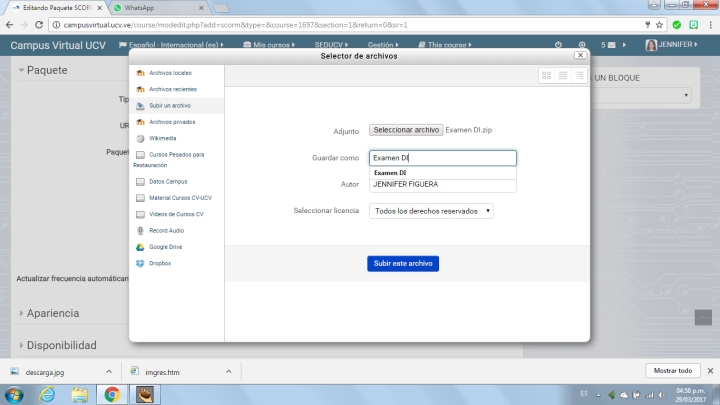 Editando Paquete SCOR
WhatsApp
campusvirtual.ucv.ve/course/modedit.php?add=scorm&type=&course=1697&section=1&return=0&sr=1
Campus Virtual UCV
Español - Internacional (es)
Mis cursos
SEDUCV
Gestión
This course
5
JENNIFER
Selector de archivos
Paquete
A UN BLOQUE
Archivos locales
Archivos recientes
Tip
Subir un archivo
UR
Archivos privados
Wikimedia
Paquet
Cursos Pesados para
Restauración
Datos Campus
Material Cursos CV-UCV
Videos de Cursos CV
Record Audio
Google Drive
Dropbox
Adjunto
Seleccionar archivo
Examen DI.zip
Guardar como
Examen DI
Examen DI
Autor
JENNIFER FIGUERA
Seleccionar licencia
Todos los derechos reservados
Subir este archivo
Actualizar frecuencia automátican
Apariencia
Disponibilidad
descarga.jpg
imgres.htm
Mostrar todo
ES
04:58 p.m.
29/03/2017